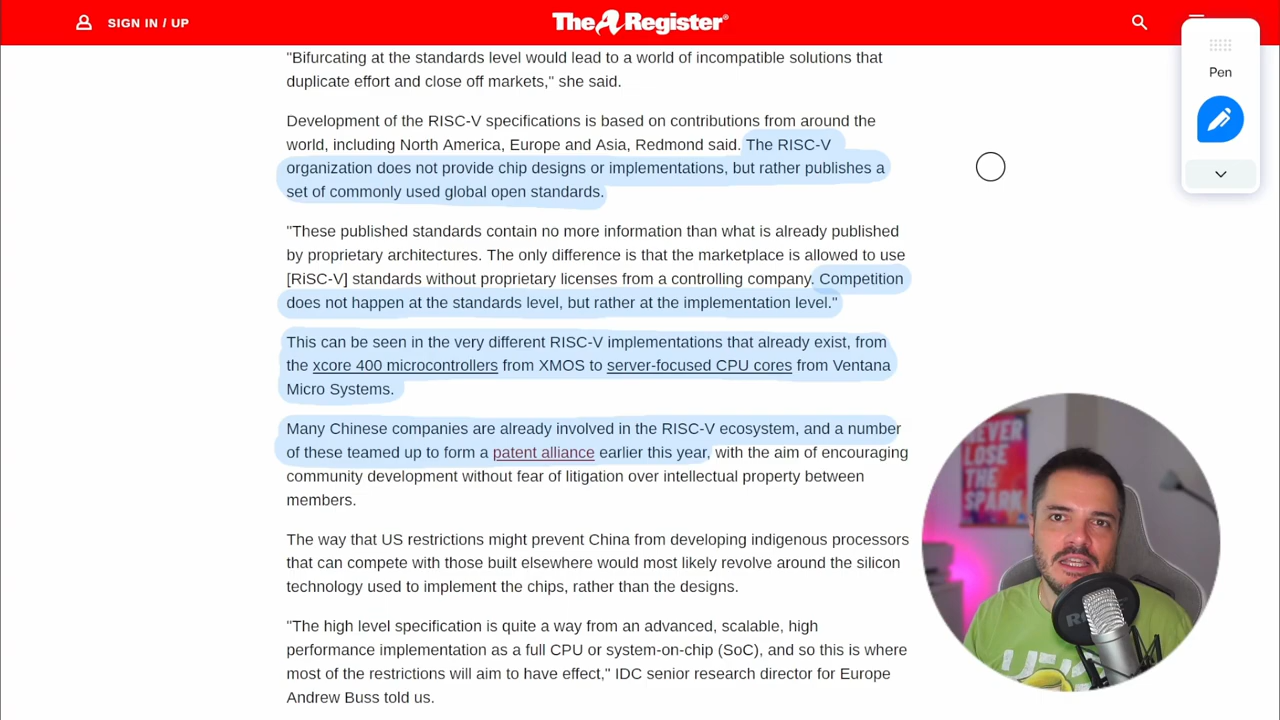 SIGN IN / UP
The Register®
Pen
"Bifurcating at the standards level would lead to a world of incompatible solutions that
duplicate effort and close off markets," she said.
Development of the RISC-V specifications is based on contributions from around the
world, including North America, Europe and Asia, Redmond said. The RISC-V
organization does not provide chip designs or implementations, but rather publishes a
set of commonly used global open standards.
"These published standards contain no more information than what is already published
by proprietary architectures. The only difference is that the marketplace is allowed to use
[RiSC-V] standards without proprietary licenses from a controlling company. Competition
does not happen at the standards level, but rather at the implementation level."
This can be seen in the very different RISC-V implementations that already exist, from
the xcore 400 microcontrollers from XMOS to server-focused CPU cores from Ventana
Micro Systems.
Many Chinese companies are already involved in the RISC-V ecosystem, and a number
of these teamed up to form a patent alliance earlier this year, with the aim of encouraging
community development without fear of litigation over intellectual property between
members.
The way that US restrictions might prevent China from developing indigenous processors
that can compete with those built elsewhere would most likely revolve around the silicon
technology used to implement the chips, rather than the designs.
"The high level specification is quite a way from an advanced, scalable, high
performance implementation as a full CPU or system-on-chip (SoC), and so this is where
most of the restrictions will aim to have effect," IDC senior research director for Europe
Andrew Buss told us.
NEVER
LOSE
THE
SPARK